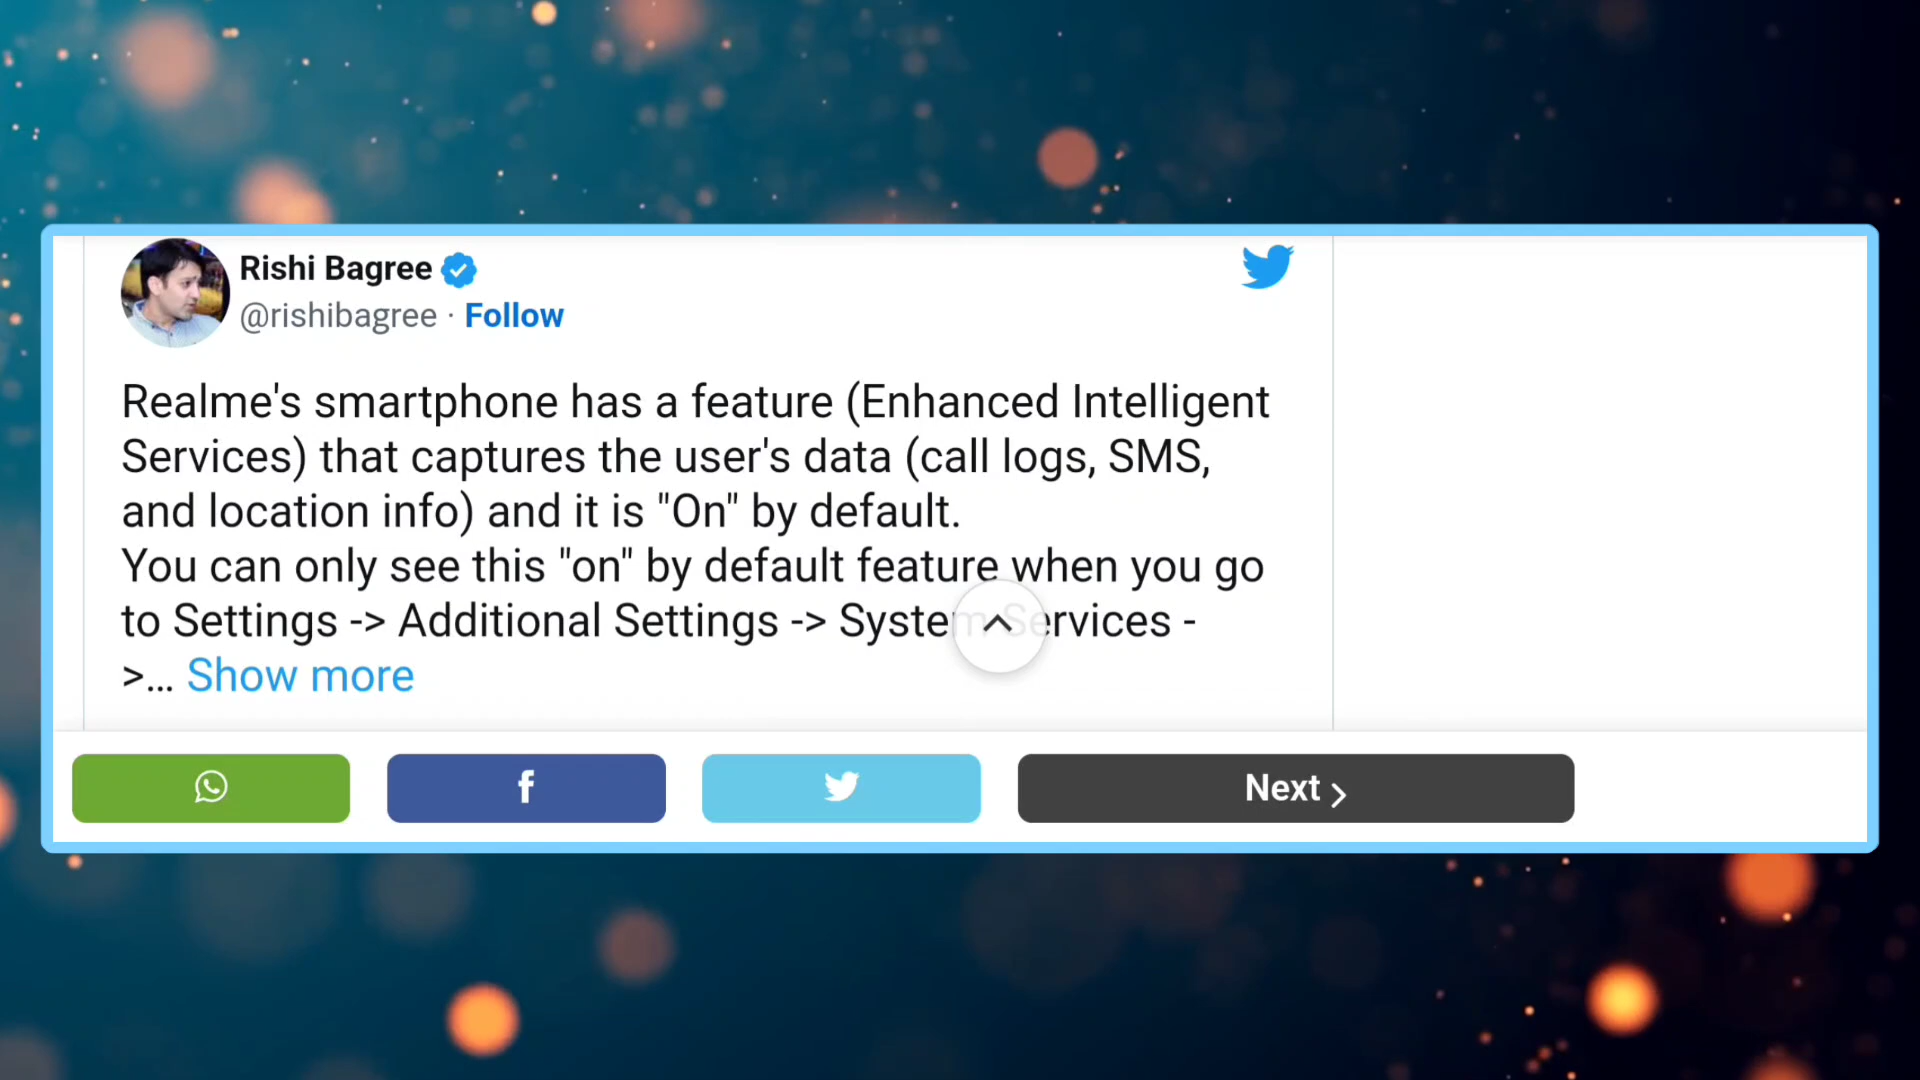 Rishi Bagree
@rishibagree · Follow
Realme's smartphone has a feature (Enhanced Intelligent
Services) that captures the user's data (call logs, SMS,
and location info) and it is "On" by default.
You can only see this "on" by default feature when you go
to Settings -> Additional Settings -> System Services -
>... Show more
Next